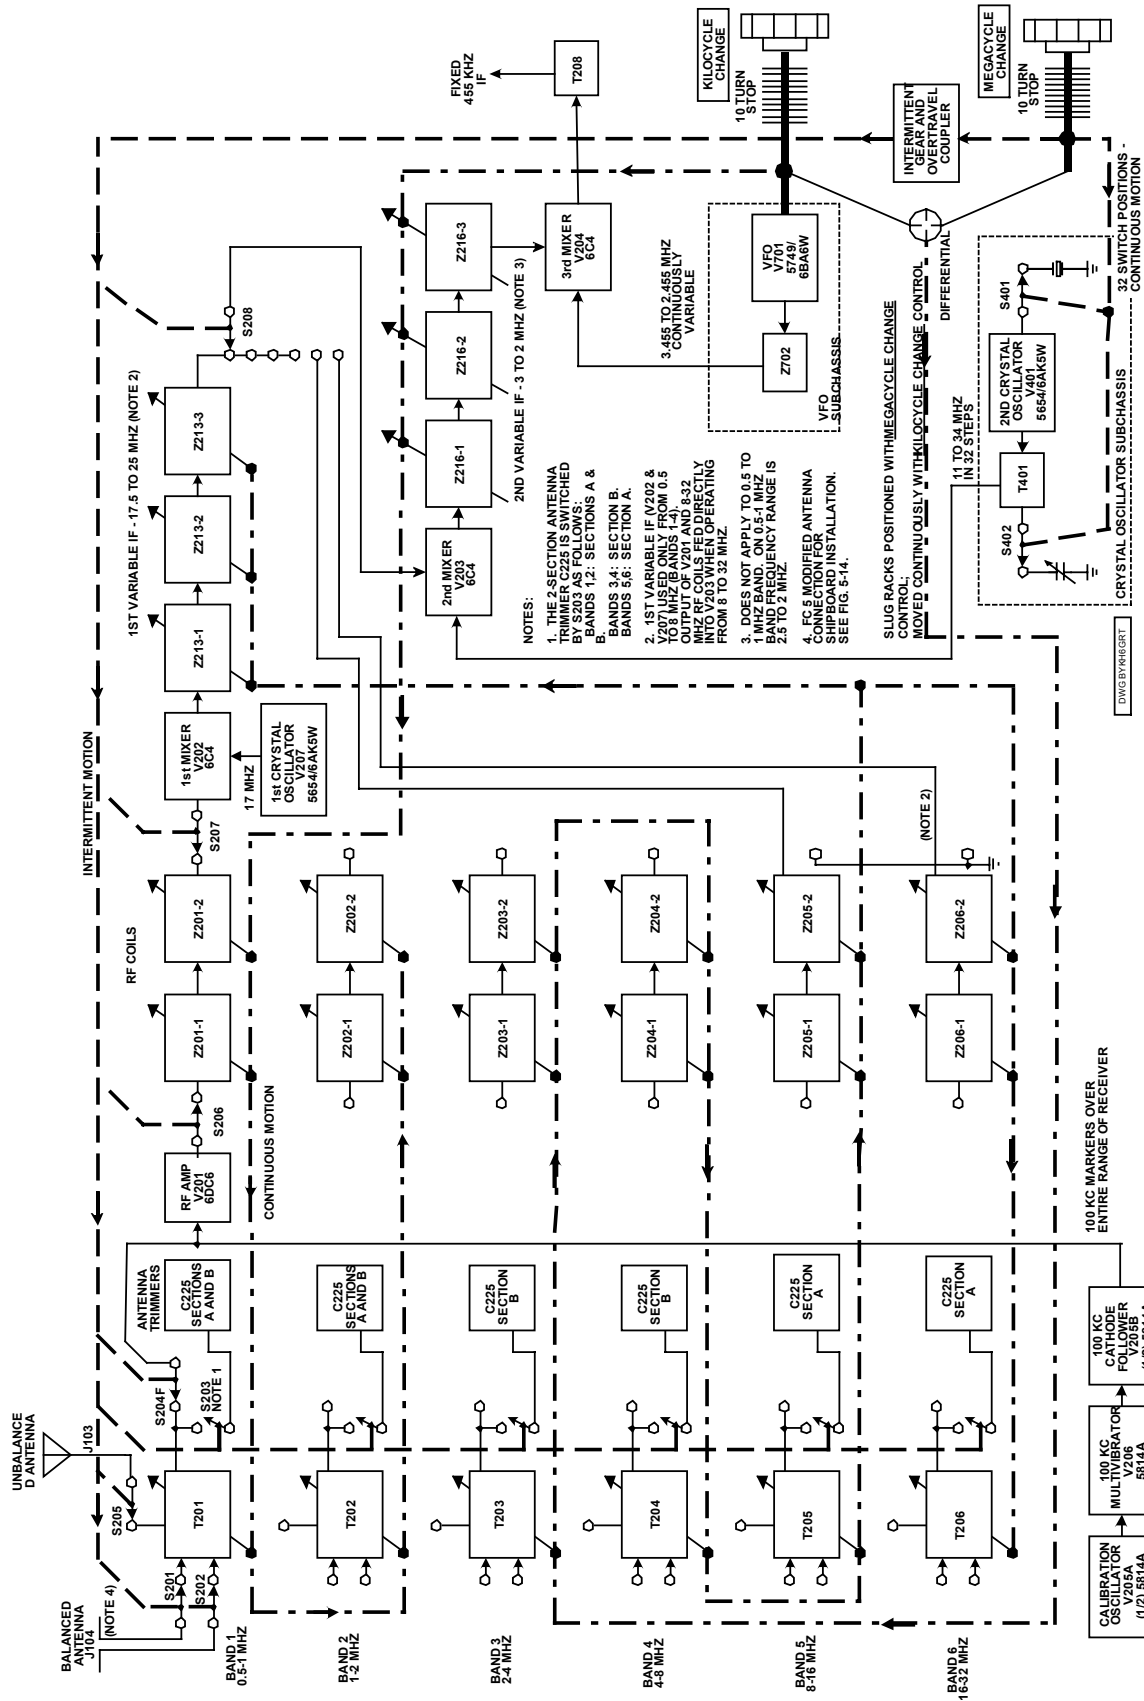 UNBALANCE
D ANTENNA
BALANCED
ANTENNA
J104
(NOTE 4)
J103
S205
S201
S202
S204F
S203
NOTE 1
ANTENNA
TRIMMERS
INTERMITTENT MOTION
CONTINUOUS MOTION
RF COILS
BAND 1
0.5-1 MHZ
T201
C225
SECTIONS
A AND B
RF AMP
V201
6DC6
S206
Z201-1
Z201-2
S207
1st MIXER
V202
6C4
17 MHZ
1st CRYSTAL
OSCILLATOR
V207
5654/6AK5W
1ST VARIABLE IF - 17.5 TO 25 MHZ (NOTE 2)
Z213-1
Z213-2
Z213-3
S208
BAND 2
1-2 MHZ
T202
C225
SECTIONS
A AND B
Z202-1
Z202-2
BAND 3
2-4 MHZ
T203
C225
SECTION
B
Z203-1
Z203-2
BAND 4
4-8 MHZ
T204
C225
SECTION
B
Z204-1
Z204-2
BAND 5
8-16 MHZ
T205
C225
SECTION
A
Z205-1
Z205-2
BAND 6
16-32 MHZ
T206
C225
SECTION
A
Z206-1
Z206-2
(NOTE 2)
CALIBRATION
OSCILLATOR
V205A
(1/2) 5814A
100 KC
MULTIVIBRATOR
V206
5814A
100 KC
CATHODE
FOLLOWER
V205B
100 KC MARKERS OVER
ENTIRE RANGE OF RECEIVER
2nd MIXER
V203
6C4
Z216-1
Z216-2
Z216-3
2ND VARIABLE IF - 3 TO 2 MHZ (NOTE 3)
3rd MIXER
V204
6C4
T208
FIXED
455 KHZ
IF
NOTES:
1. THE 2-SECTION ANTENNA
TRIMMER C225 IS SWITCHED
BY S203 AS FOLLOWS:
BANDS 1,2: SECTIONS A &
B.
BANDS 3,4: SECTION B.
BANDS 5,6: SECTION A.
2. 1ST VARIABLE IF (V202 &
V207) USED ONLY FROM 0.5
TO 8 MHZ (BANDS 1-4).
OUTPUT OF V201 AND 8-32
MHZ RF COILS FED DIRECTLY
INTO V203 WHEN OPERATING
FROM 8 TO 32 MHZ.
3. DOES NOT APPLY TO 0.5 TO
1 MHZ BAND. ON 0.5-1 MHZ
BAND FREQUENCY RANGE IS
2.5 TO 2 MHZ.
4. FC 5 MODIFIED ANTENNA
CONNECTION FOR
SHIPBOARD INSTALLATION.
SEE FIG. 5-14.
3.455 TO 2.455 MHZ
CONTINUOUSLY
VARIABLE
Z702
VFO
V701
5749/
6BA6W
VFO
SUBCHASSIS
KILOCYCLE
CHANGE
10 TURN
STOP
MEGACYCLE
CHANGE
10 TURN
STOP
INTERMITTENT
GEAR AND
OVERTRAVEL
COUPLER
DIFFERENTIAL
SLUG RACKS POSITIONED WITH MEGACYCLE CHANGE
CONTROL;
MOVED CONTINUOUSLY WITH KILOCYCLE CHANGE CONTROL
11 TO 34 MHZ
IN 32 STEPS
S402
T401
2ND CRYSTAL
OSCILLATOR
V401
5654/6AK5W
S401
CRYSTAL OSCILLATOR SUBCHASSIS
32 SWITCH POSITIONS -
CONTINUOUS MOTION
DWG BY KH6GRT